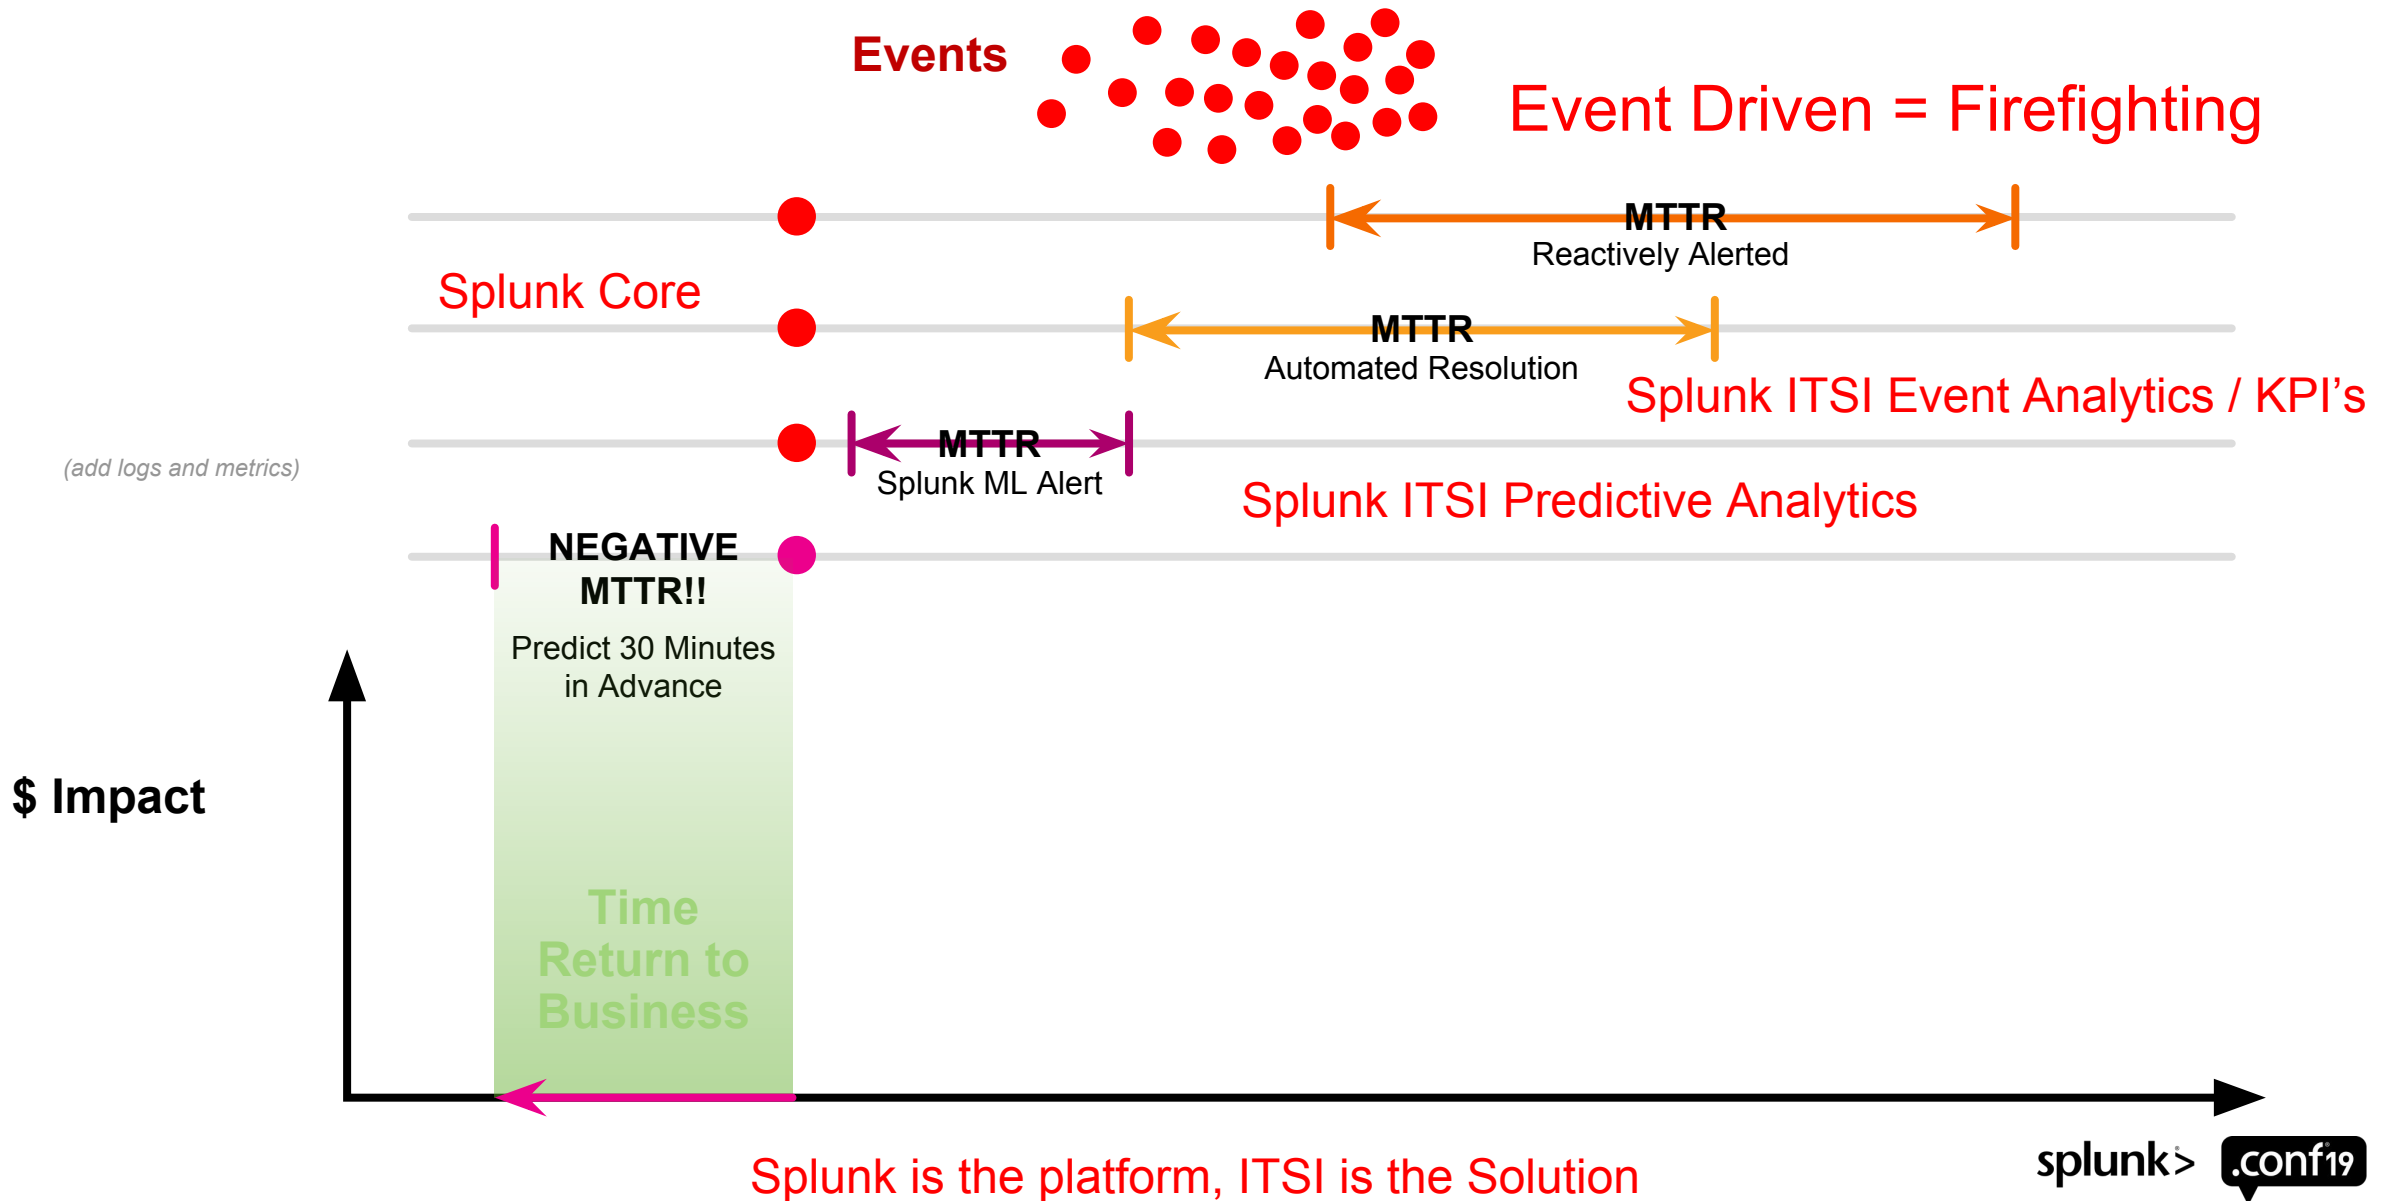 Events
Event Driven = Firefighting
MTTR
Reactively Alerted
Splunk Core
MTTR
Automated Resolution
Splunk ITSI Event Analytics / KPI’s
MTTR
(add logs and metrics)
Splunk ML Alert
Splunk ITSI Predictive Analytics
NEGATIVE
MTTR!!
Predict 30 Minutes
in Advance
$ Impact
Time
Return to
Business
Splunk is the platform, ITSI is the Solution
splunk> .conf19